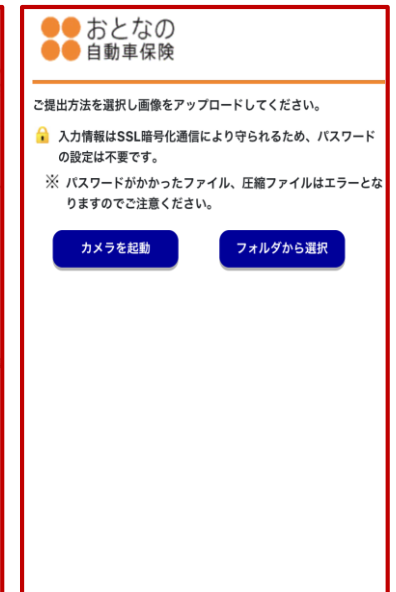 おとなの
自動車保険
ご提出方法を選択し画像をアップロードしてください。
入力情報はSSL暗号化通信により守られるため、パスワード
の設定は不要です。
※ パスワードがかかったファイル、圧縮ファイルはエラーとな
りますのでご注意ください。
カメラを起動
フォルダから選択